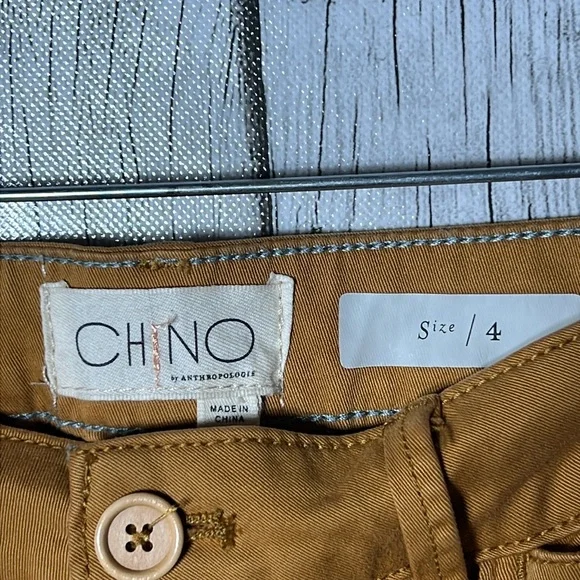 CHINO
by ANTHROPOLOGIE
MADE IN
CHINA
Size / 4